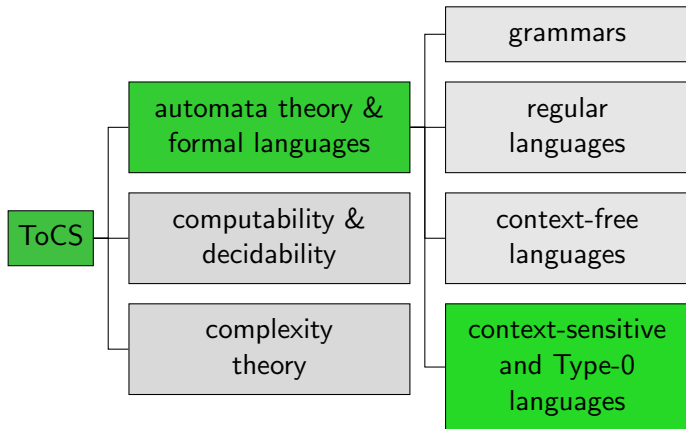 ToCS
automata theory &
formal languages
computability &
decidability
complexity
theory
grammars
regular
languages
context-free
languages
context-sensitive
and Type-0
languages